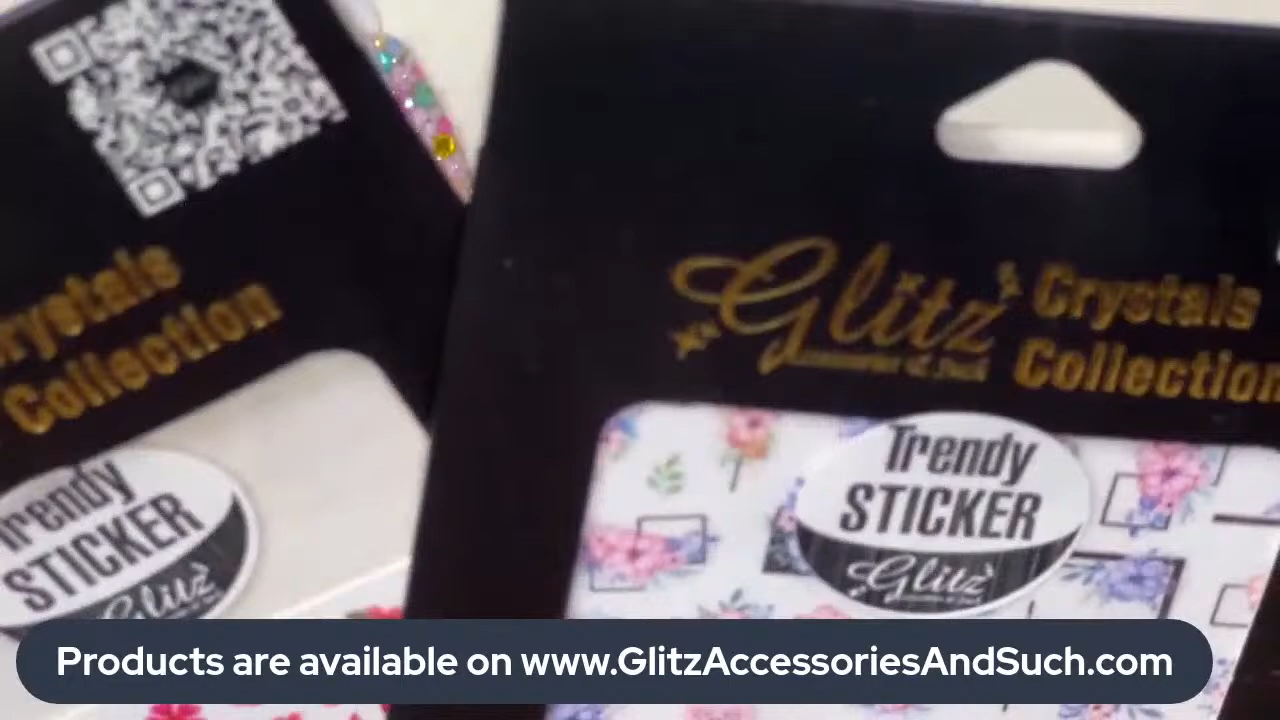 Crystals
Collection
Trendy
STICKER
Glitz
Glitz Crystals
Collection
Trendy
STICKER
Glitz
Products are available on www.GlitzAccessoriesAndSuch.com